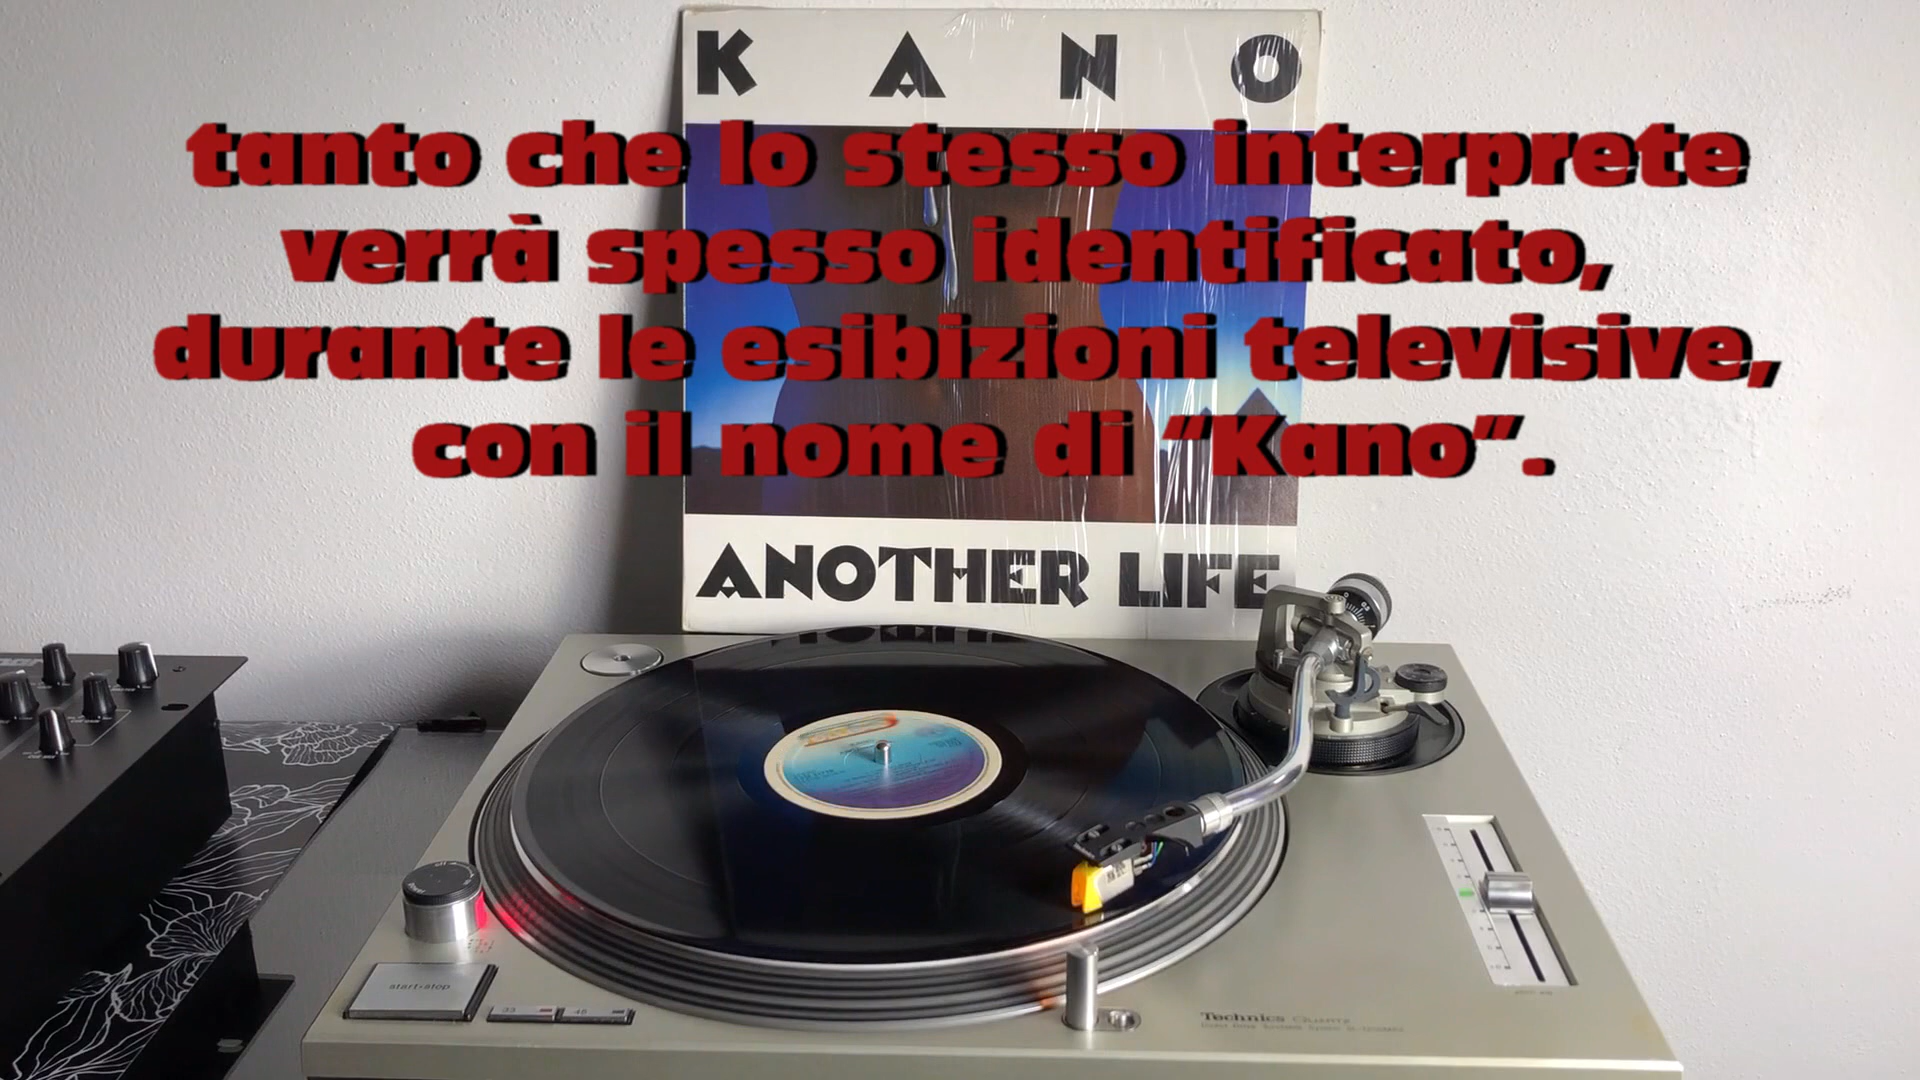 K A N O
tanto che lo stesso interprete
verrà spesso identificato,
durante le esibizioni televisive,
con il nome di “Kano”.
ANOTHER LIFE
start•stop
33
45
Technics Quartz